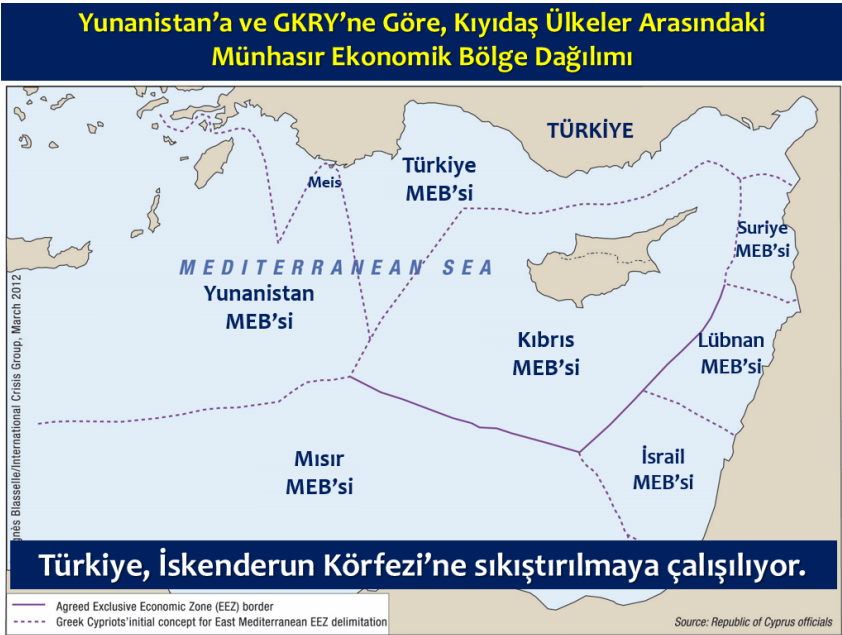 Yunanistan'a ve GKRY'ne Göre, Kıyıdaş Ülkeler Arasındaki
Münhasır Ekonomik Bölge Dağılımı
TÜRKİYE
Türkiye
MEB'si
Meis
Suriye
MEB'si
MEDITERRANEAN SEA
Yunanistan
MEB'si
Kıbrıs
MEB'si
Lübnan
MEB'si
Mısır
MEB'si
İsrail
MEB'si
Blasselle/International Crisis Group, March 2012
Türkiye, İskenderun Körfezi'ne sıkıştırılmaya çalışılıyor.
Agreed Exclusive Economic Zone (EEZ) border
Greek Cypriots'initial concept for East Mediterranean EEZ delimitation
Source: Republic of Cyprus officials